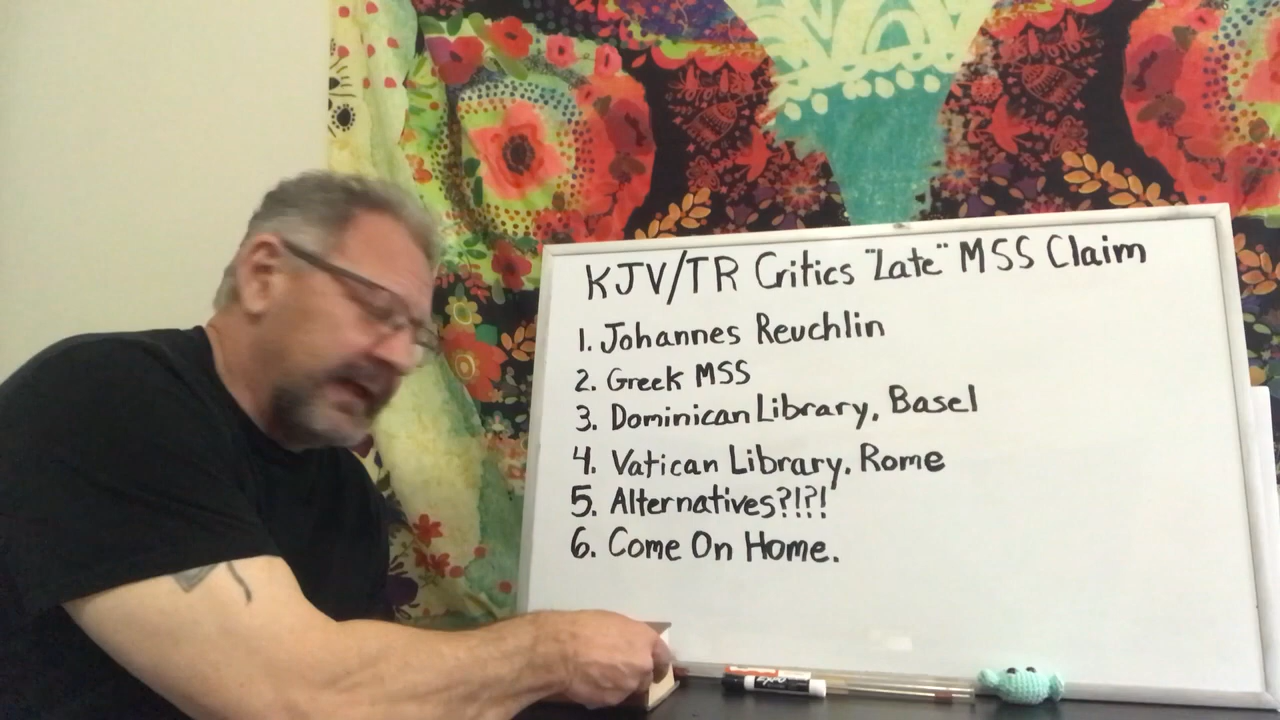 KJV/TR Critics "Late" MSS Claim
1. Johannes Reuchlin
2. Greek MSS
3. Dominican Library, Basel
4. Vatican Library, Rome
5. Alternatives?!?!
6. Come On Home.